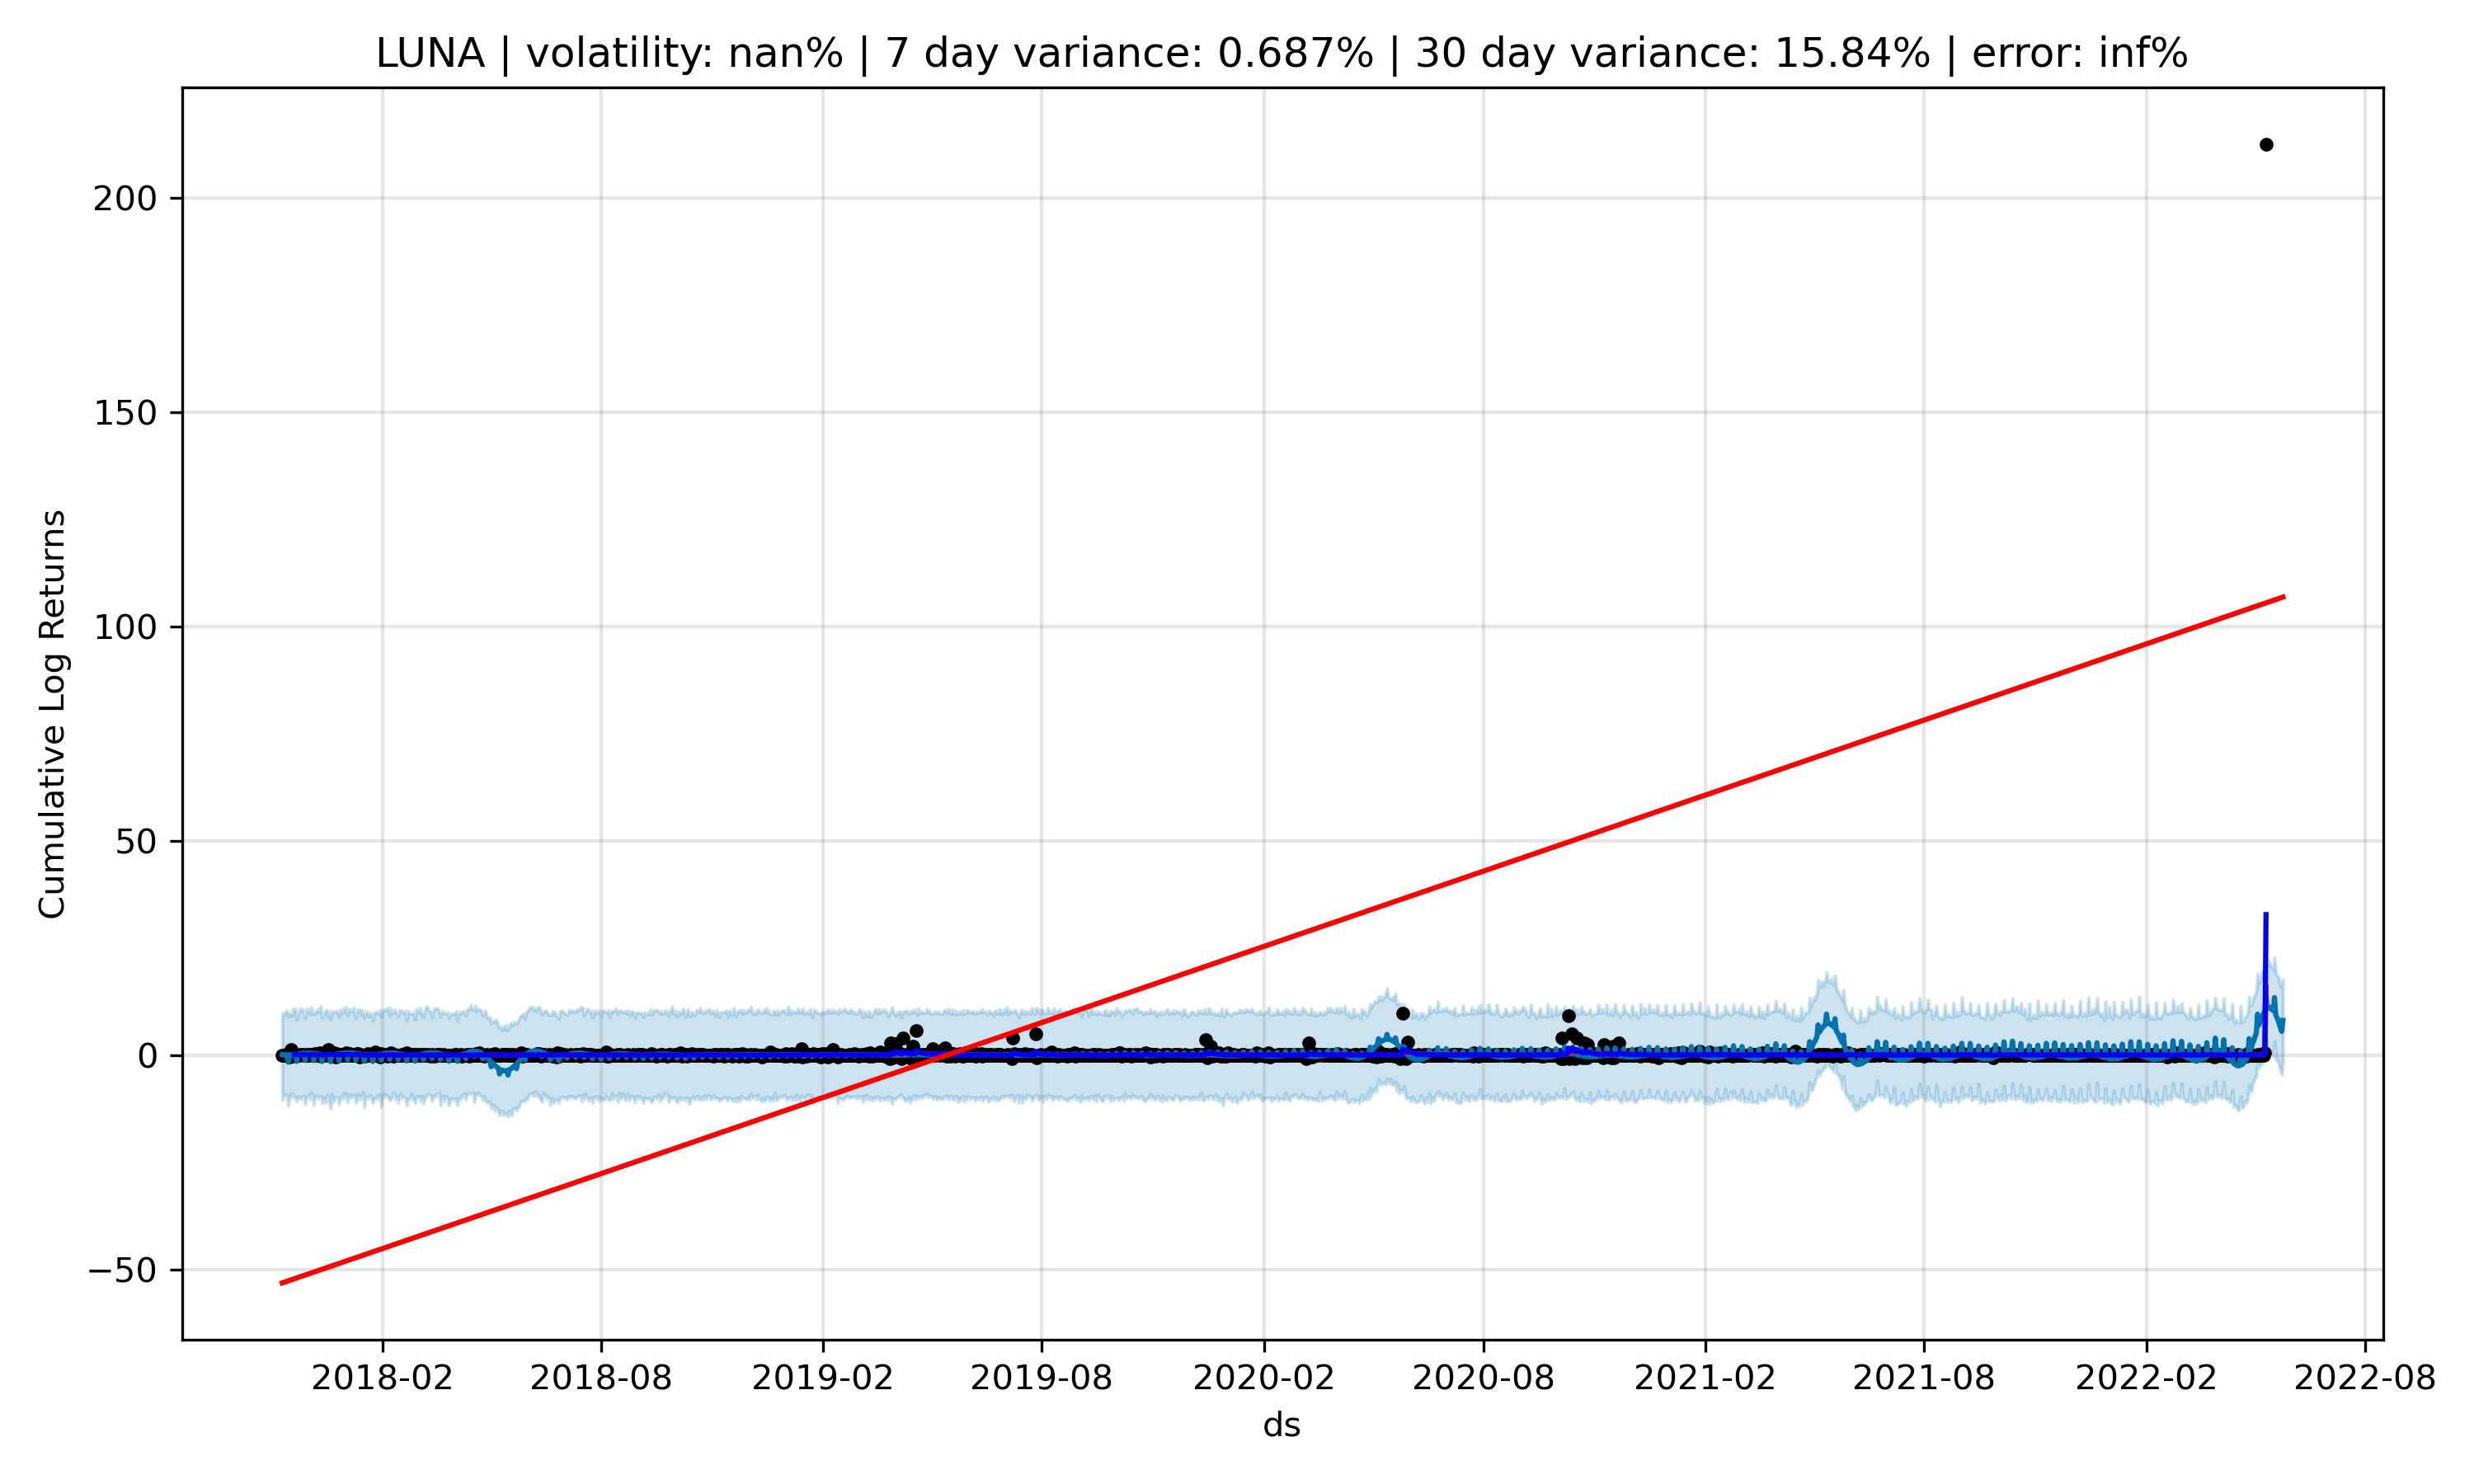 LUNA | volatility: nan% | 7 day variance: 0.687% | 30 day variance: 15.84% | error: inf%
Cumulative Log Returns
200
150
100
50
0
−50
2018-02 2018-08 2019-02 2019-08 2020-02 2020-08 2021-02 2021-08 2022-02 2022-08
ds